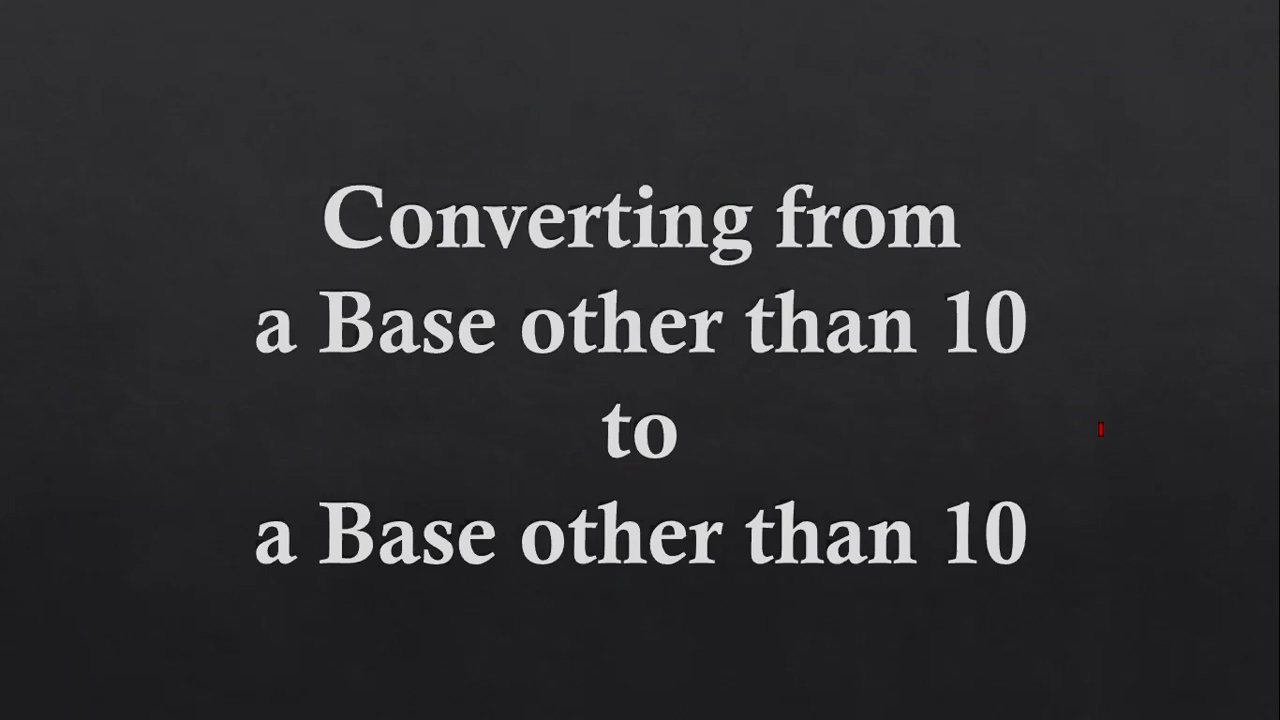 Converting from
a Base other than 10
to
a Base other than 10